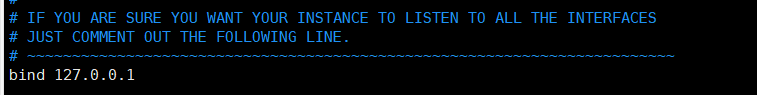 #
# IF YOU ARE SURE YOU WANT YOUR INSTANCE TO LISTEN TO ALL THE INTERFACES
# JUST COMMENT OUT THE FOLLOWING LINE.
# ~~~~~~~~~~~~~~~~~~~~~~~~~~~~~~~~~~~~~~~~~~~~~~~~~~~~~~~~~~~~~~~~~~~~~~~~
bind 127.0.0.1